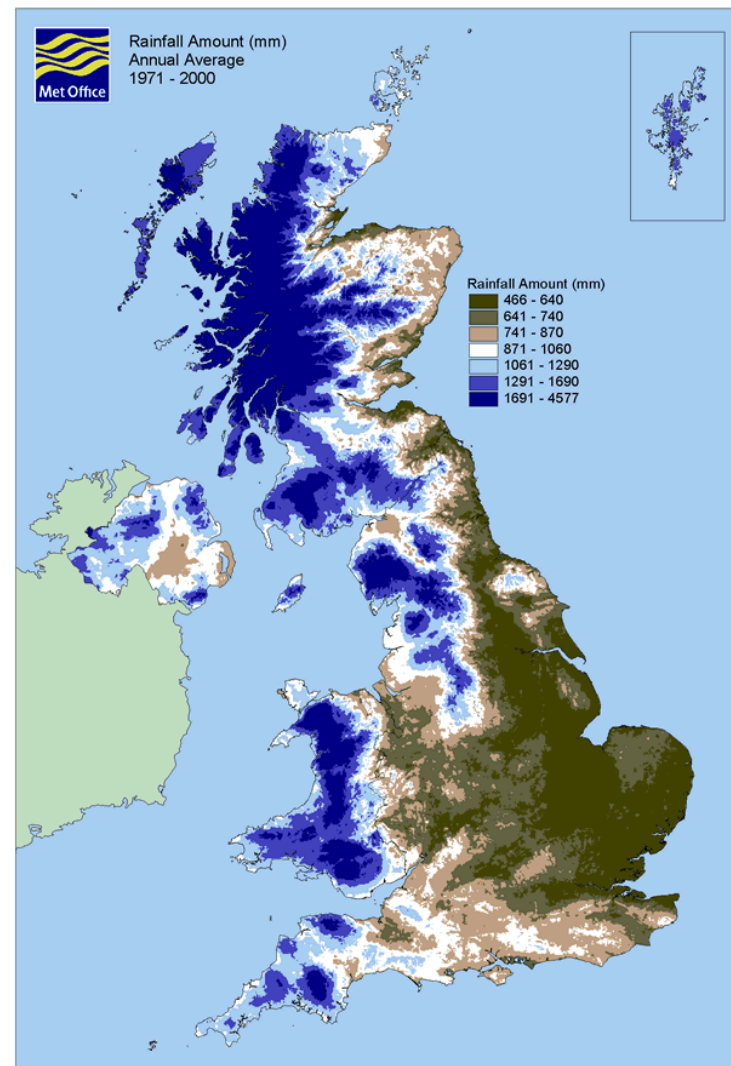 Met Office
Rainfall Amount (mm)
Annual Average
1971 - 2000
Rainfall Amount (mm)
466 - 640
641 - 740
741 - 870
871 - 1060
1061 - 1290
1291 - 1690
1691 - 4577